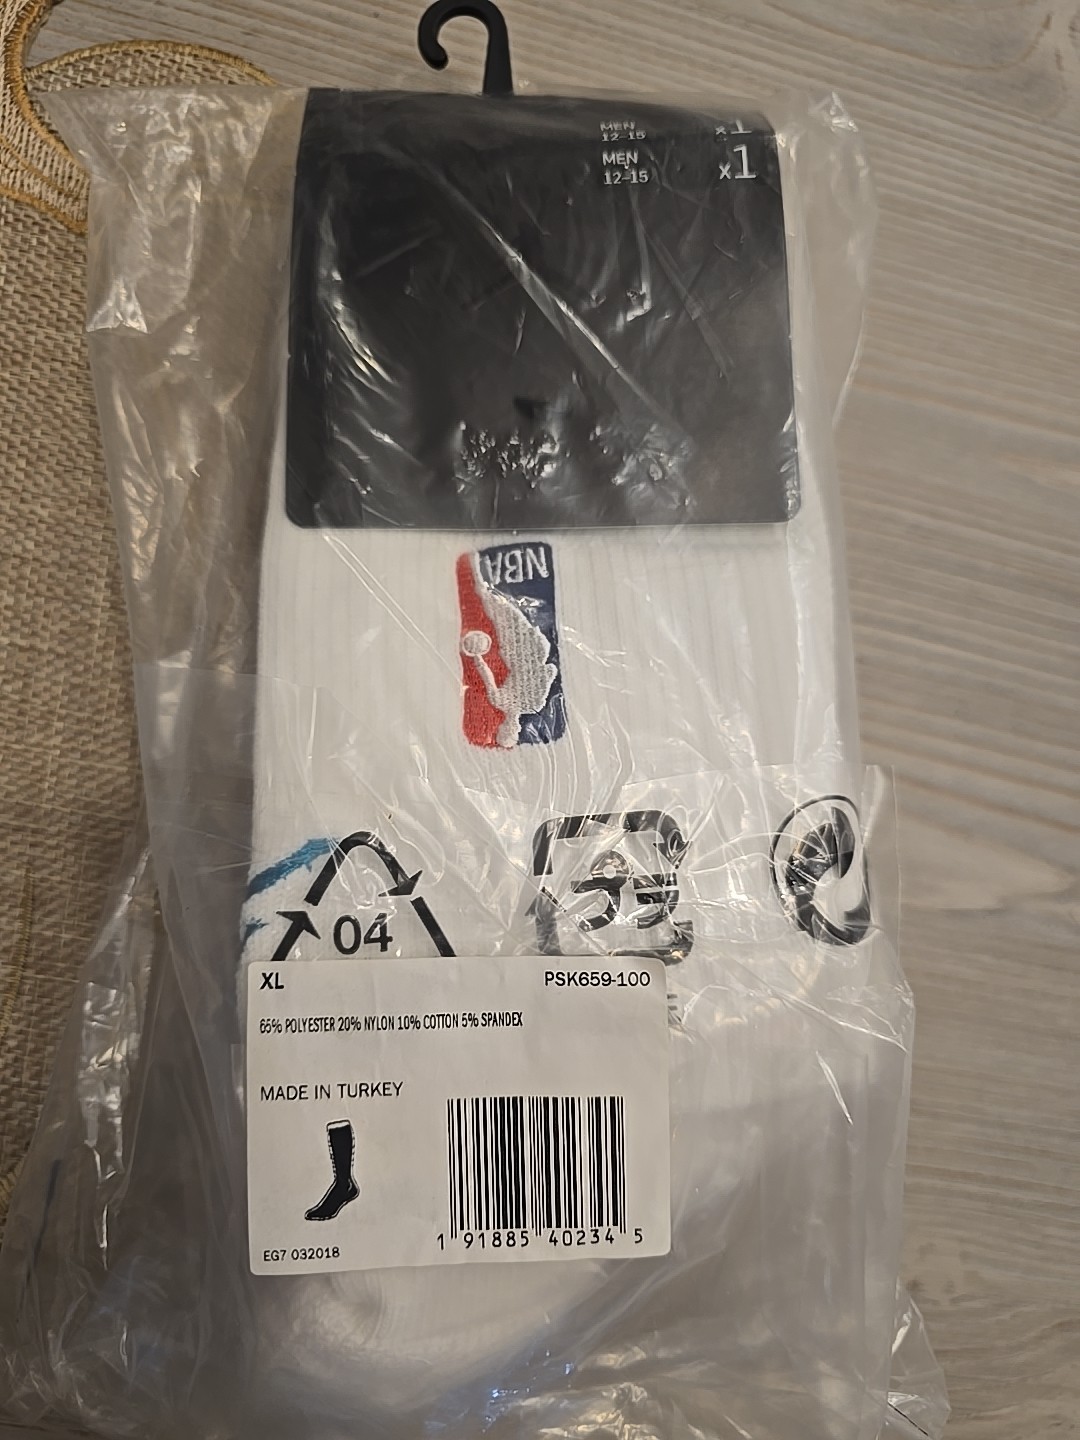 MEN
12-15
x1
MEN
12-15
x1
NBA
04
XL PSK659-100
65% POLYESTER 20% NYLON 10% COTTON 5% SPANDEX
MADE IN TURKEY
1 91885 40234 5
EG7 032018